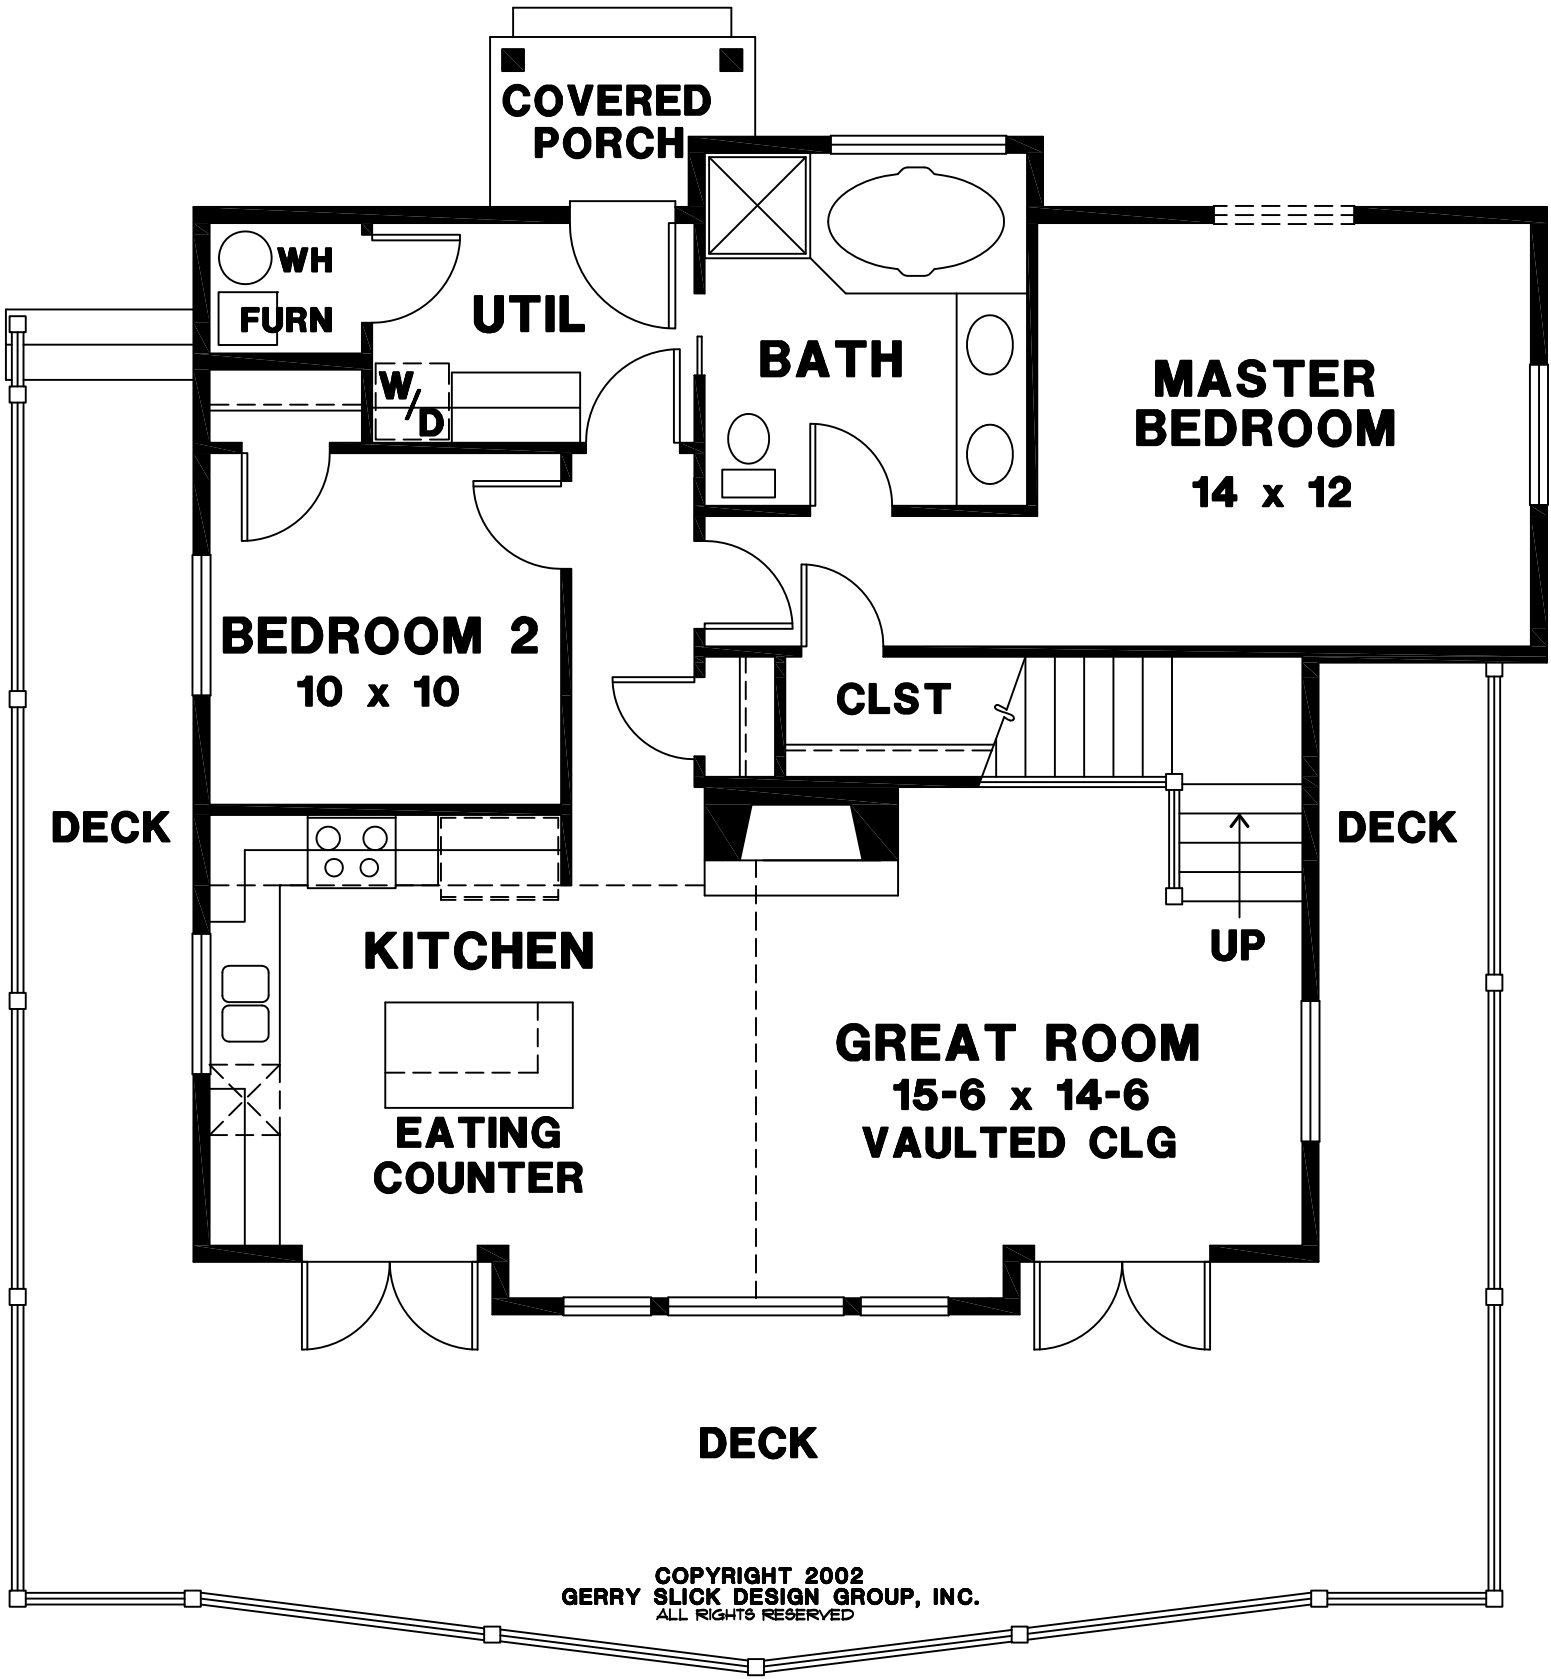 COVERED
PORCH
WH
FURN
UTIL
W/D
BATH
MASTER
BEDROOM
14 x 12
BEDROOM 2
10 x 10
CLST
DECK
DECK
UP
KITCHEN
EATING
COUNTER
GREAT ROOM
15-6 x 14-6
VAULTED CLG
DECK
COPYRIGHT 2002
GERRY SLICK DESIGN GROUP, INC.
ALL RIGHTS RESERVED